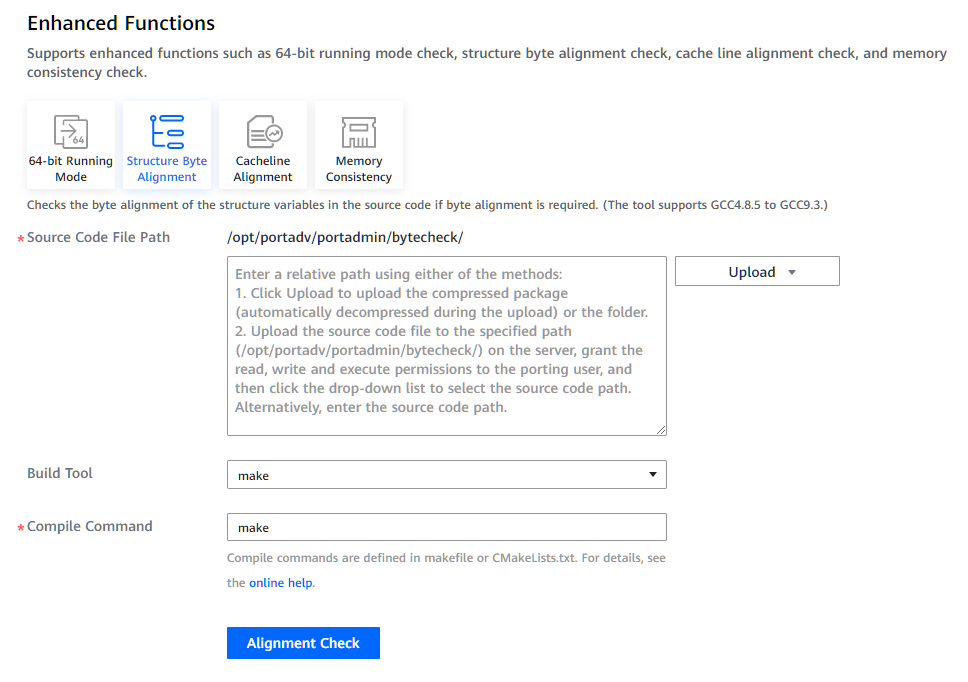 Enhanced Functions
Supports enhanced functions such as 64-bit running mode check, structure byte alignment check, cache line alignment check, and memory
consistency check.
64
64-bit Running
Mode
Structure Byte
Alignment
Cacheline
Alignment
Memory
Consistency
Checks the byte alignment of the structure variables in the source code if byte alignment is required. (The tool supports GCC4.8.5 to GCC9.3.)
* Source Code File Path
/opt/portadv/portadmin/bytecheck/
Enter a relative path using either of the methods:
1. Click Upload to upload the compressed package
(automatically decompressed during the upload) or the folder.
2. Upload the source code file to the specified path
(/opt/portadv/portadmin/bytecheck/) on the server, grant the
read, write and execute permissions to the porting user, and
then click the drop-down list to select the source code path.
Alternatively, enter the source code path.
Upload
Build Tool
make
* Compile Command
make
Compile commands are defined in makefile or CMakeLists.txt. For details, see
the online help.
Alignment Check